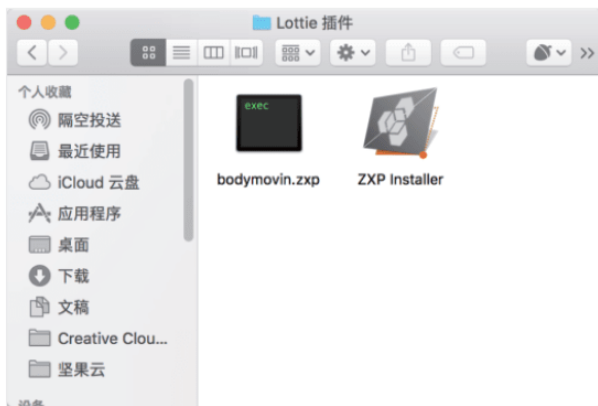 Lottie 插件
个人收藏
隔空投送
最近使用
iCloud 云盘
应用程序
桌面
下载
文稿
Creative Clou...
坚果云
设备
exec
bodymovin.zxp
ZXP Installer